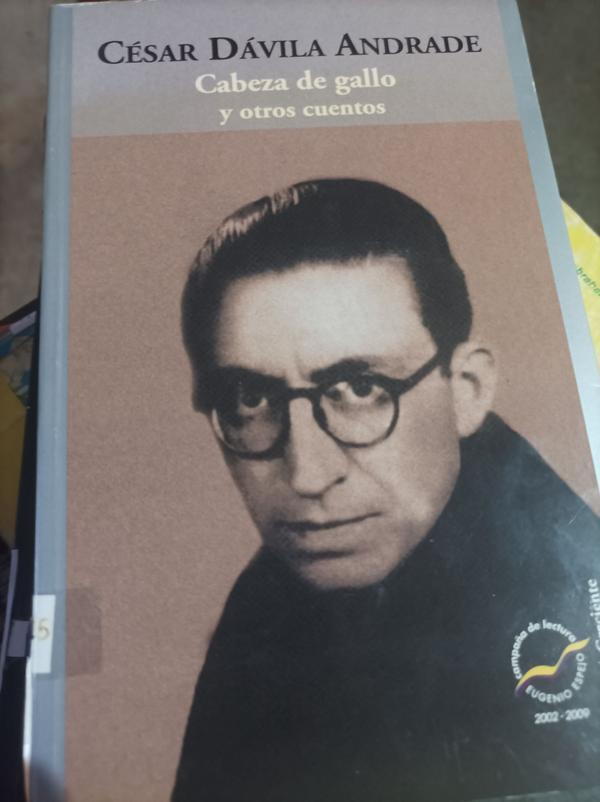 CÉSAR DÁVILA ANDRADE
Cabeza de gallo
y otros cuentos
campaña de lectura
EUGENIO ESPEJO
2002 - 2009